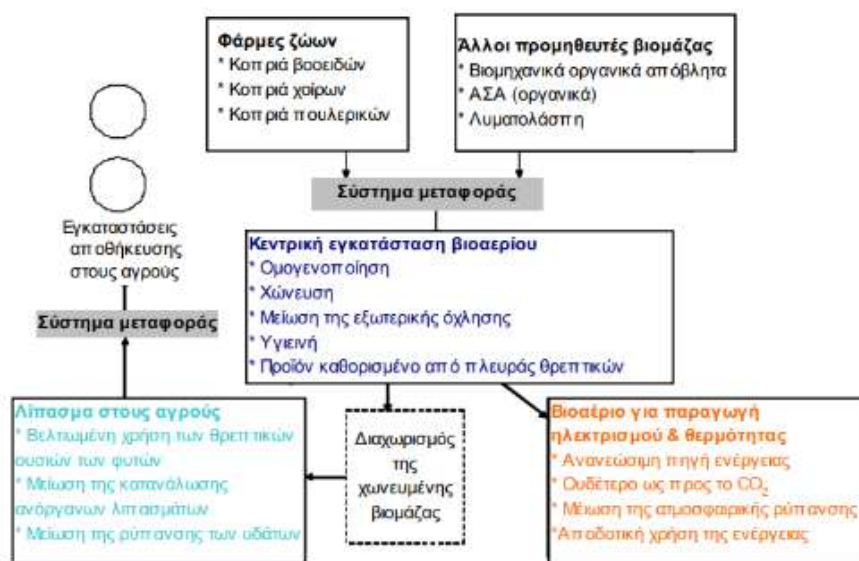 Φάρμες ζώων
* Κοπριά βοοειδών
* Κοπριά χοίρων
* Κοπριά πουλερικών
Άλλοι προμηθευτές βιομάζας
* Βιομηχανικά οργανικά απόβλητα
* ΑΣΑ (οργανικά)
* Λυματολάσπη
Σύστημα μεταφοράς
Εγκαταστάσεις
αποθήκευσης
στους αγρούς
Σύστημα μεταφοράς
Κεντρική εγκατάσταση βιοαερίου
* Ομογενοποίηση
* Χώνευση
* Μείωση της εξωτερικής όχλησης
* Υγιεινή
* Προϊόν καθορισμένο από πλευράς θρεπτικών
Λίπασμα στους αγρούς
* Βελτιωμένη χρήση των θρεπτικών
ουσιών των φυτών
* Μείωση της κατανάλωσης
ανόργανων λιπασμάτων
* Μείωση της ρύπανσης των υδάτων
Διαχωρισμός
της
χωνευμένης
βιομάζας
Βιοαέριο για παραγωγή
ηλεκτρισμού & θερμότητας
* Ανανεώσιμη πηγή ενέργειας
* Ουδέτερο ως προς το CO₂
* Μείωση της ατμοσφαιρικής ρύπανσης
*Αποδοτική χρήση της ενέργειας